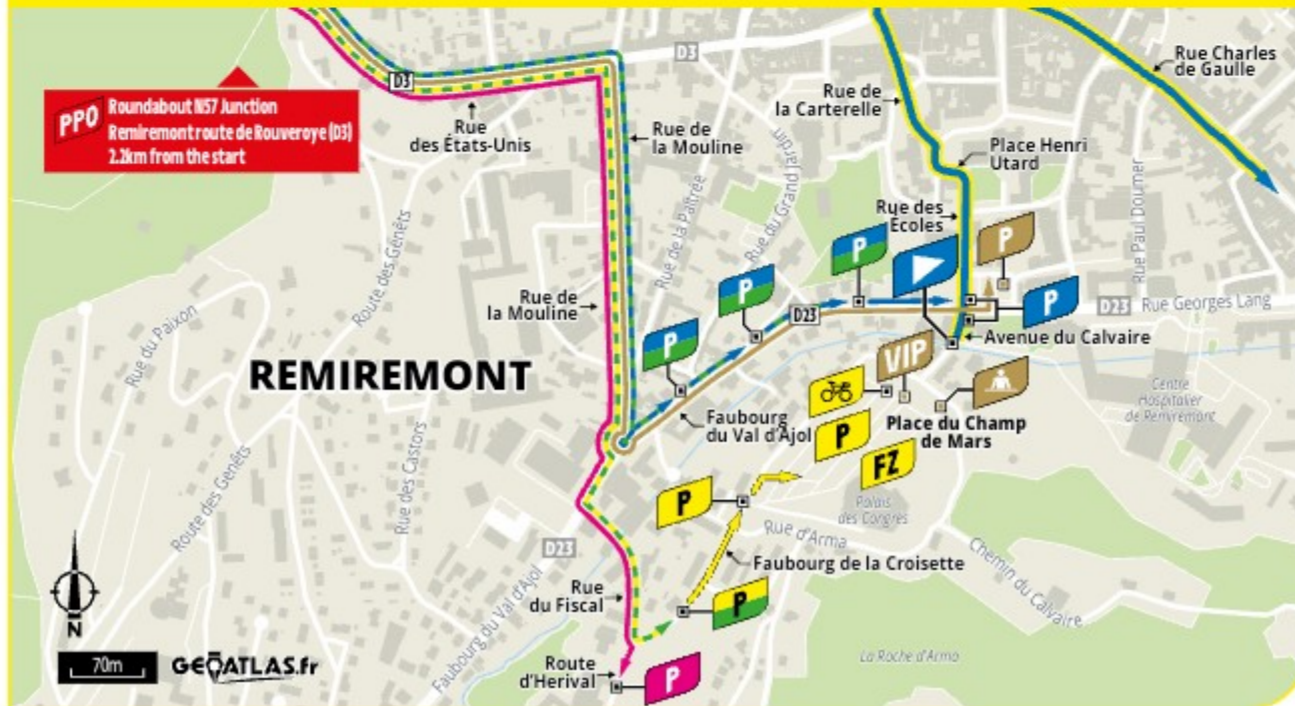 PPO
Roundabout N57 Junction
Remiremont route de Rouveroye (D3)
2.2km from the start
D3
D3
Rue
des États-Unis
Rue de
la Mouline
Rue de
la Carterelle
Rue Charles
de Gaulle
Place Henri
Utard
Rue des
Ecoles
Rue de la Paltrée
Rue du Grand Jardin
Rue Paul Doumer
Route des Genêts
Rue du Paixon
Rue de
la Mouline
P
P
P
P
P
D23
D23
Rue Georges Lang
Avenue du Calvaire
REMIREMONT
VIP
Faubourg
du Val d'Ajol
Place du Champ
de Mars
Centre
Hospitalier
de Remiremont
P
FZ
Palais
des Congrès
P
Rue d'Arma
Faubourg de la Croisette
Chemin du Calvaire
Route des Genêts
Rue des Castors
D23
Faubourg du Val d'Ajol
Rue
du Fiscal
P
La Roche d'Arma
Route
d'Herival
P
N
70m
GEOATLAS.fr